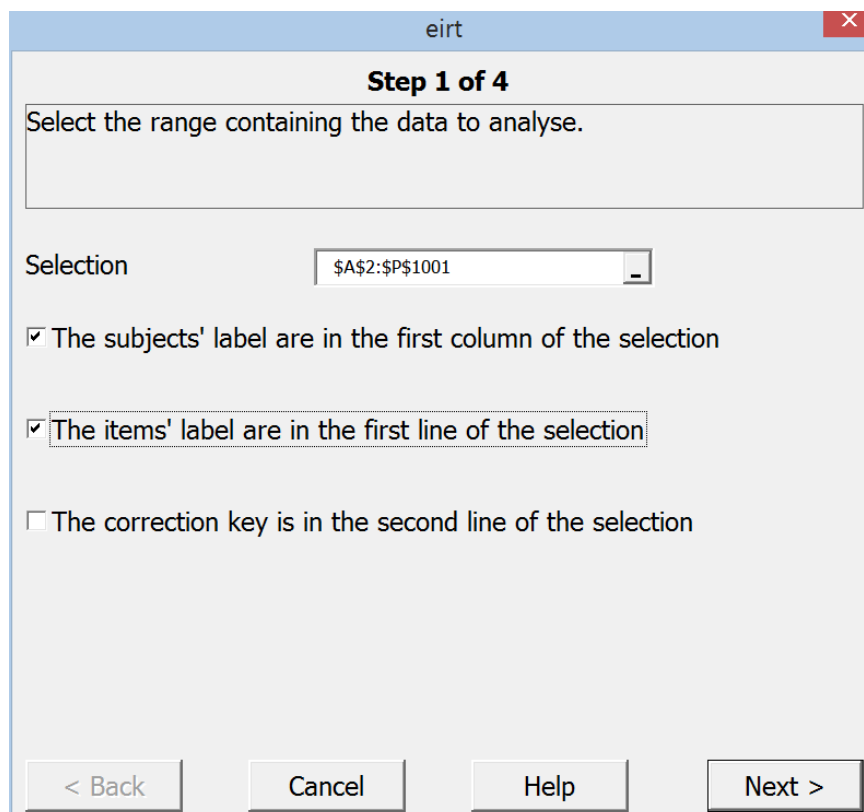 eirt
Step 1 of 4
Select the range containing the data to analyse.
Selection
$A$2:$P$1001
The subjects' label are in the first column of the selection
The items' label are in the first line of the selection
The correction key is in the second line of the selection
< Back Cancel Help Next >